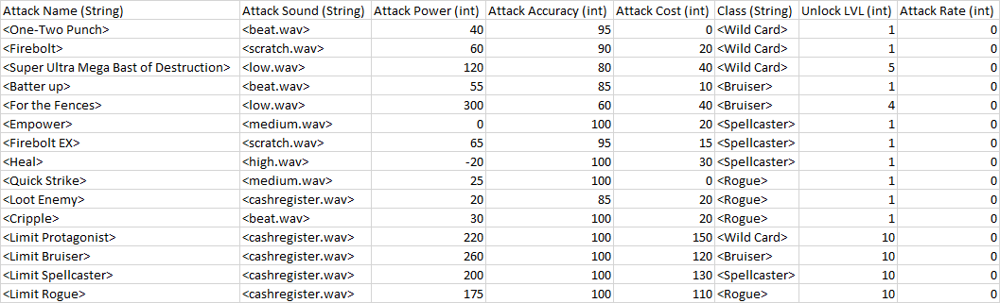 Attack Name (String) Attack Sound (String) Attack Power (int) Attack Accuracy (int) Attack Cost (int) Class (String) Unlock LVL (int) Attack Rate (int)
<One-Two Punch> <beat.wav> 40 95 0 <Wild Card> 1 0
<Firebolt> <scratch.wav> 60 90 20 <Wild Card> 1 0
<Super Ultra Mega Bast of Destruction> <low.wav> 120 80 40 <Wild Card> 5 0
<Batter up> <beat.wav> 55 85 10 <Bruiser> 1 0
<For the Fences> <low.wav> 300 60 40 <Bruiser> 4 0
<Empower> <medium.wav> 0 100 20 <Spellcaster> 1 0
<Firebolt EX> <scratch.wav> 65 95 15 <Spellcaster> 1 0
<Heal> <high.wav> -20 100 30 <Spellcaster> 1 0
<Quick Strike> <medium.wav> 25 100 0 <Rogue> 1 0
<Loot Enemy> <cashregister.wav> 20 85 20 <Rogue> 1 0
<Cripple> <beat.wav> 30 100 20 <Rogue> 1 0
<Limit Protagonist> <cashregister.wav> 220 100 150 <Wild Card> 10 0
<Limit Bruiser> <cashregister.wav> 260 100 120 <Bruiser> 10 0
<Limit Spellcaster> <cashregister.wav> 200 100 130 <Spellcaster> 10 0
<Limit Rogue> <cashregister.wav> 175 100 110 <Rogue> 10 0